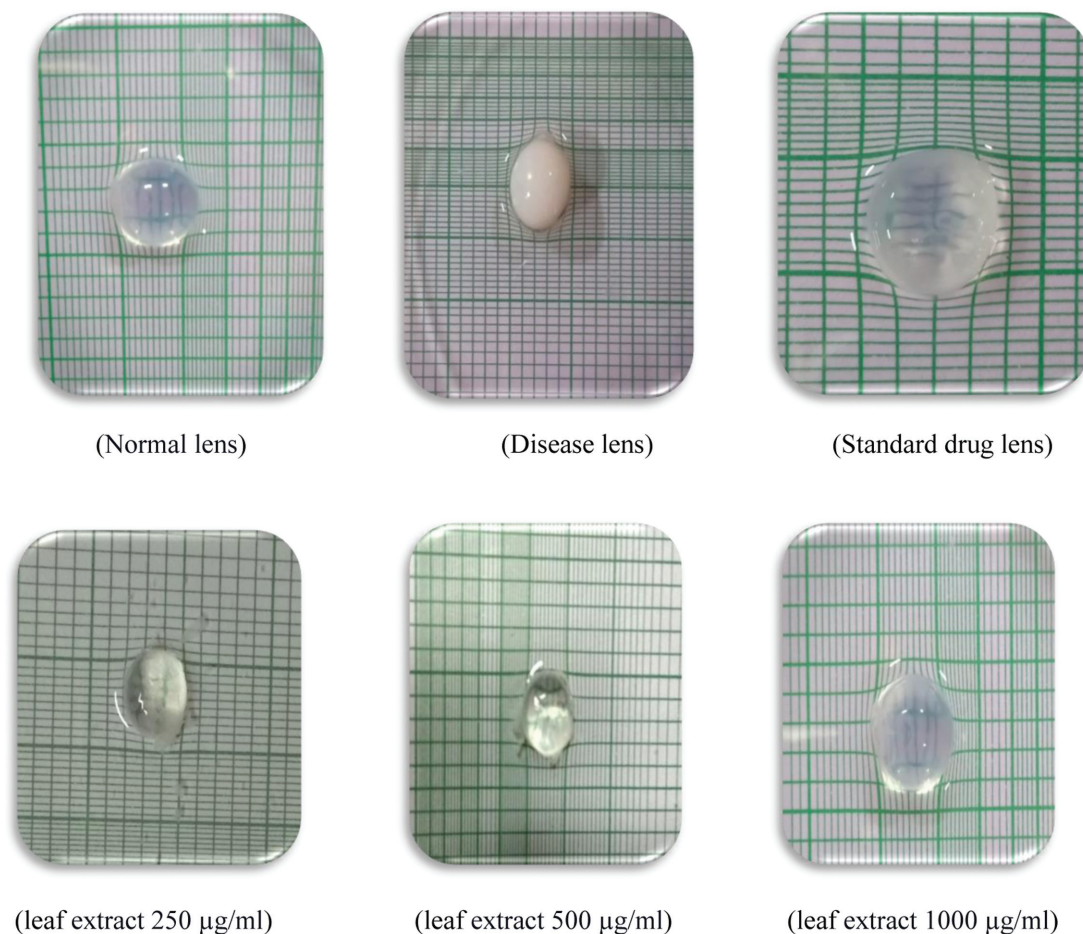 (Normal lens)
(Disease lens)
(Standard drug lens)
(leaf extract 250 µg/ml)
(leaf extract 500 µg/ml)
(leaf extract 1000 µg/ml)